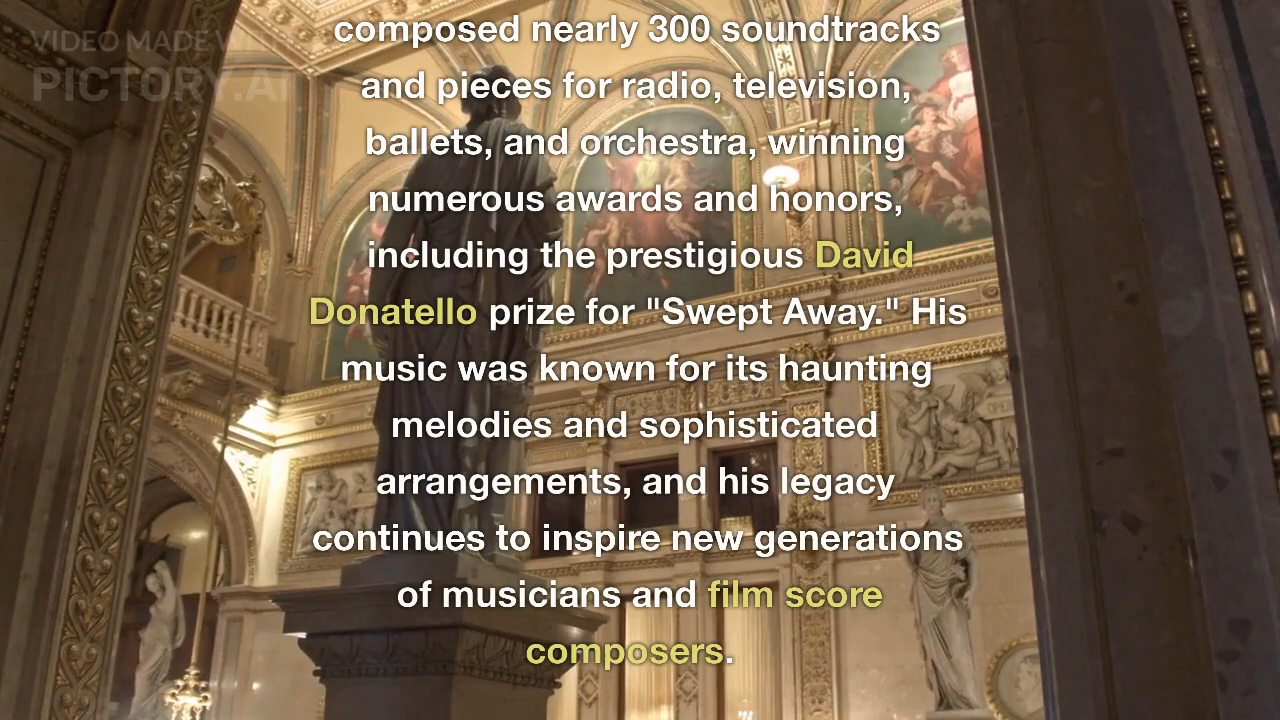 VIDEO MADE WITH
PICTORY.AI
composed nearly 300 soundtracks
and pieces for radio, television,
ballets, and orchestra, winning
numerous awards and honors,
including the prestigious David
Donatello prize for "Swept Away." His
music was known for its haunting
melodies and sophisticated
arrangements, and his legacy
continues to inspire new generations
of musicians and film score
composers.